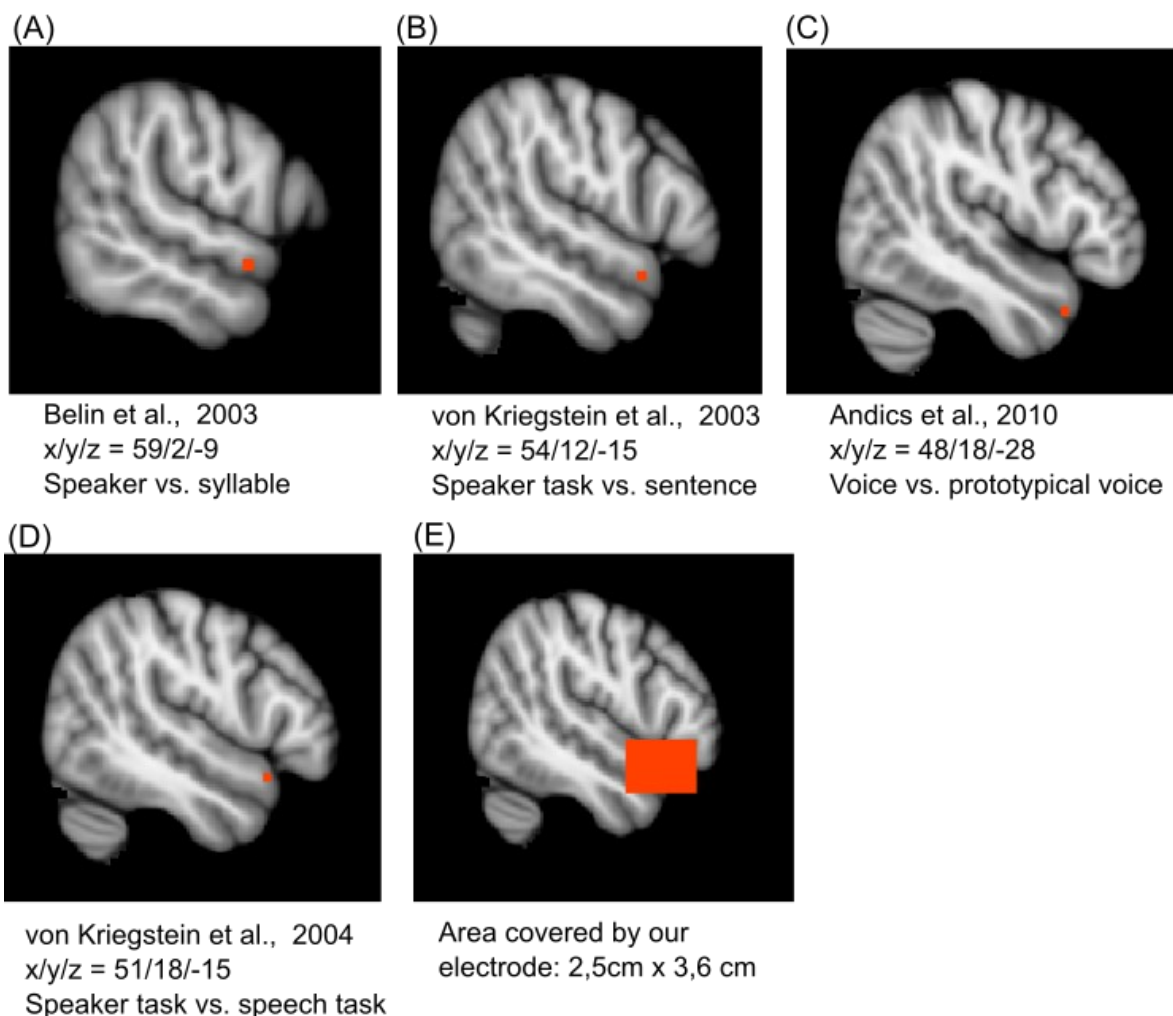 (A)
(B)
(C)
Belin et al.,  2003
x/y/z = 59/2/-9
Speaker vs. syllable
von Kriegstein et al.,  2003
x/y/z = 54/12/-15
Speaker task vs. sentence
Andics et al., 2010
x/y/z = 48/18/-28
Voice vs. prototypical voice
(D)
(E)
von Kriegstein et al.,  2004
x/y/z = 51/18/-15
Speaker task vs. speech task
Area covered by our
electrode: 2,5cm x 3,6 cm